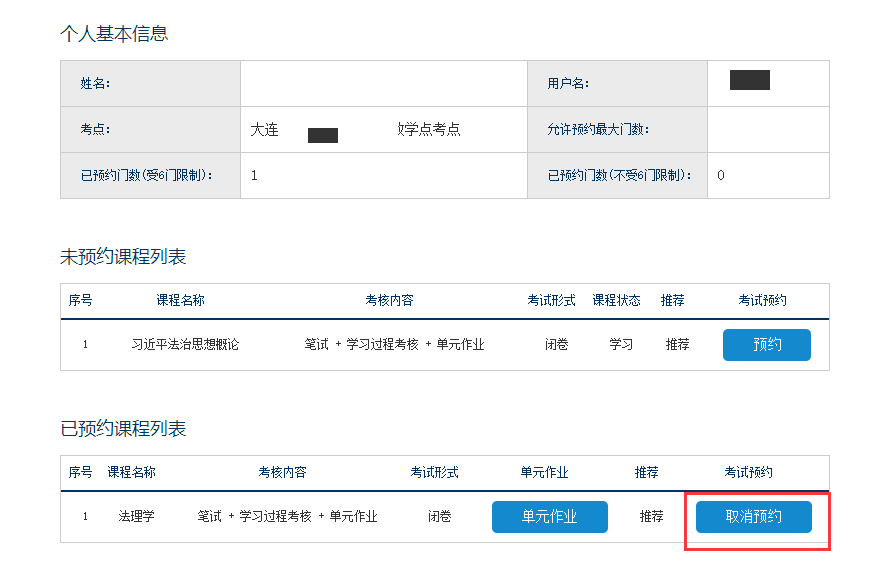 个人基本信息
姓名： 用户名：
考点： 大连 教学点考点 允许预约最大门数：
已预约门数(受6门限制)： 1 已预约门数(不受6门限制)： 0
未预约课程列表
序号 课程名称 考核内容 考试形式 课程状态 推荐 考试预约
1 习近平法治思想概论 笔试 + 学习过程考核 + 单元作业 闭卷 学习 推荐 预约
已预约课程列表
序号 课程名称 考核内容 考试形式 单元作业 推荐 考试预约
1 法理学 笔试 + 学习过程考核 + 单元作业 闭卷 单元作业 推荐 取消预约